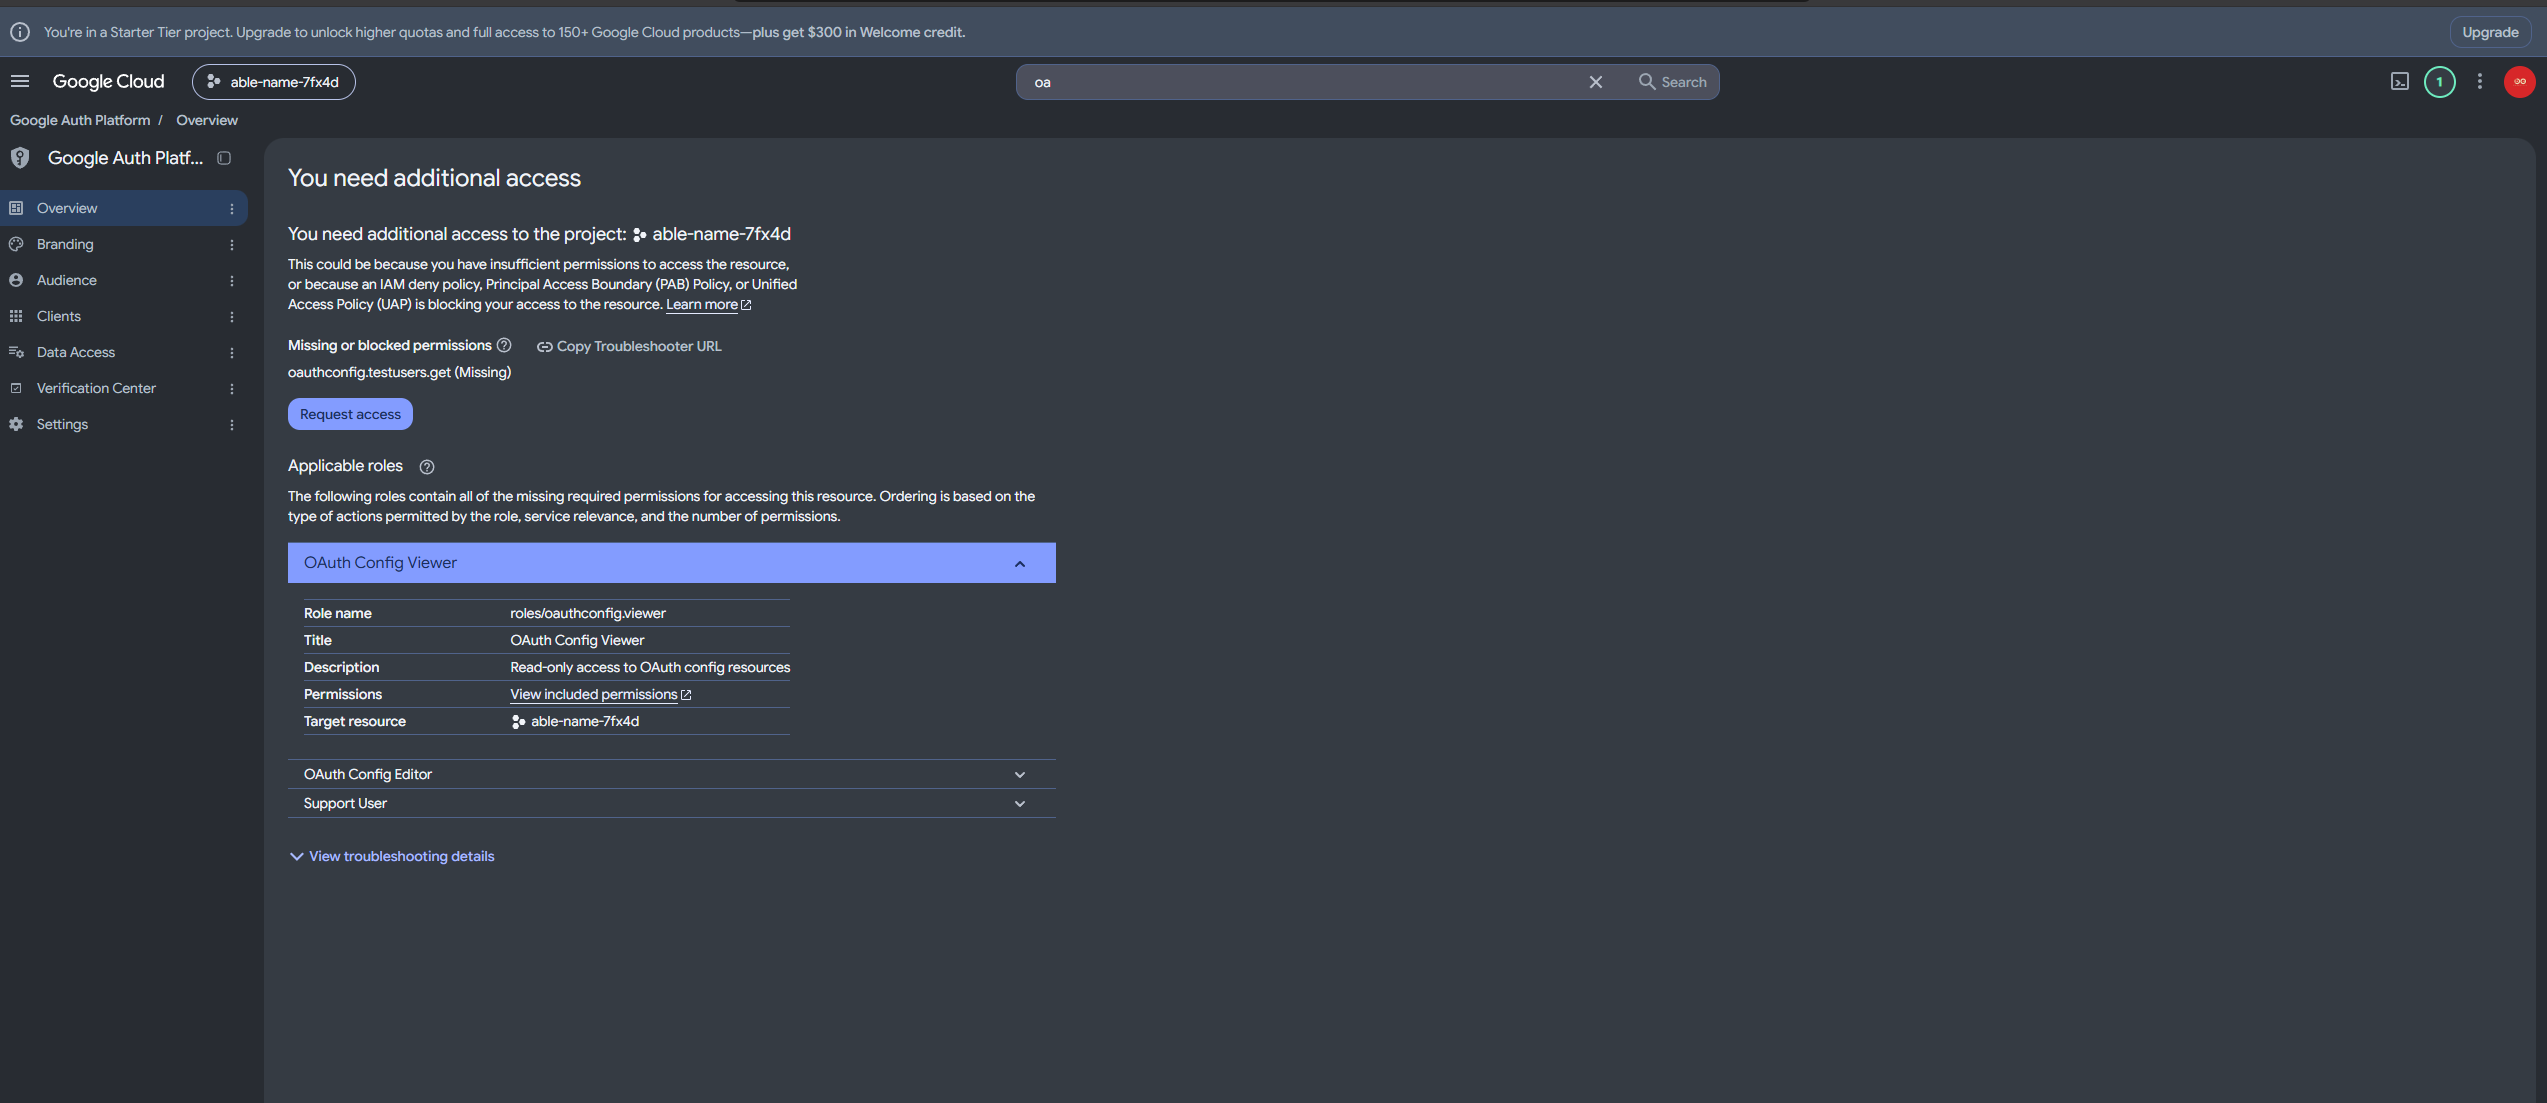 You're in a Starter Tier project. Upgrade to unlock higher quotas and full access to 150+ Google Cloud products—plus get $300 in Welcome credit.
Upgrade
Google Cloud
able-name-7fx4d
oa
Search
1
Google Auth Platform / Overview
Google Auth Platf...
Overview
Branding
Audience
Clients
Data Access
Verification Center
Settings
You need additional access
You need additional access to the project: able-name-7fx4d
This could be because you have insufficient permissions to access the resource,
or because an IAM deny policy, Principal Access Boundary (PAB) Policy, or Unified
Access Policy (UAP) is blocking your access to the resource. Learn more
Missing or blocked permissions Copy Troubleshooter URL
oauthconfig.testusers.get (Missing)
Request access
Applicable roles
The following roles contain all of the missing required permissions for accessing this resource. Ordering is based on the
type of actions permitted by the role, service relevance, and the number of permissions.
OAuth Config Viewer
Role name roles/oauthconfig.viewer
Title OAuth Config Viewer
Description Read-only access to OAuth config resources
Permissions View included permissions
Target resource able-name-7fx4d
OAuth Config Editor
Support User
View troubleshooting details